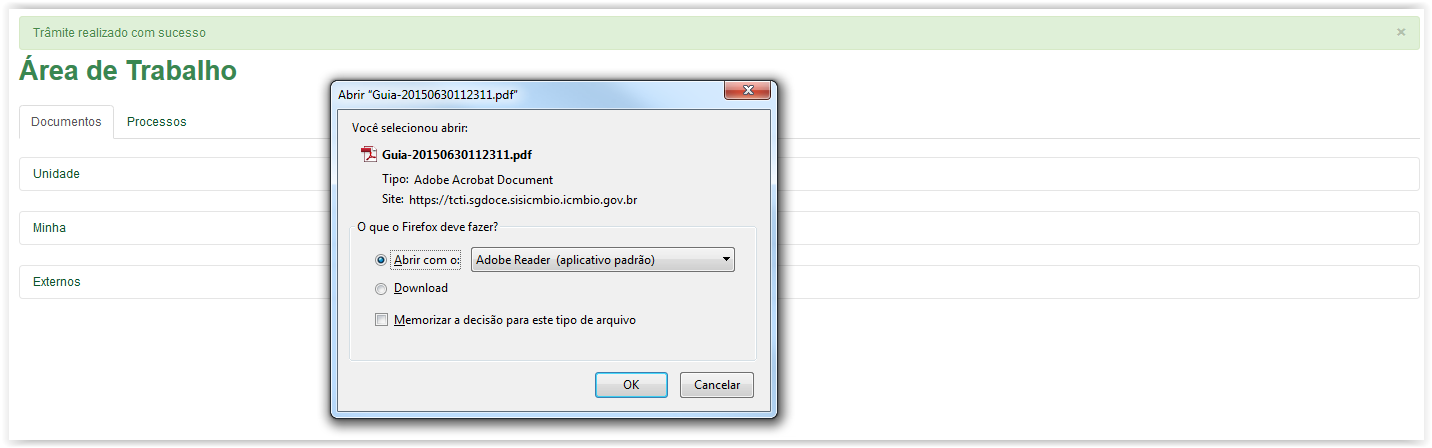 Trâmite realizado com sucesso ×
Área de Trabalho
Documentos Processos
Unidade
Minha
Externos
Abrir "Guia-20150630112311.pdf"
Você selecionou abrir:
Guia-20150630112311.pdf
Tipo: Adobe Acrobat Document
Site: https://tcti.sgdoce.sisicmbio.icmbio.gov.br
O que o Firefox deve fazer?
Abrir com o: Adobe Reader (aplicativo padrão)
Download
Memorizar a decisão para este tipo de arquivo
OK Cancelar